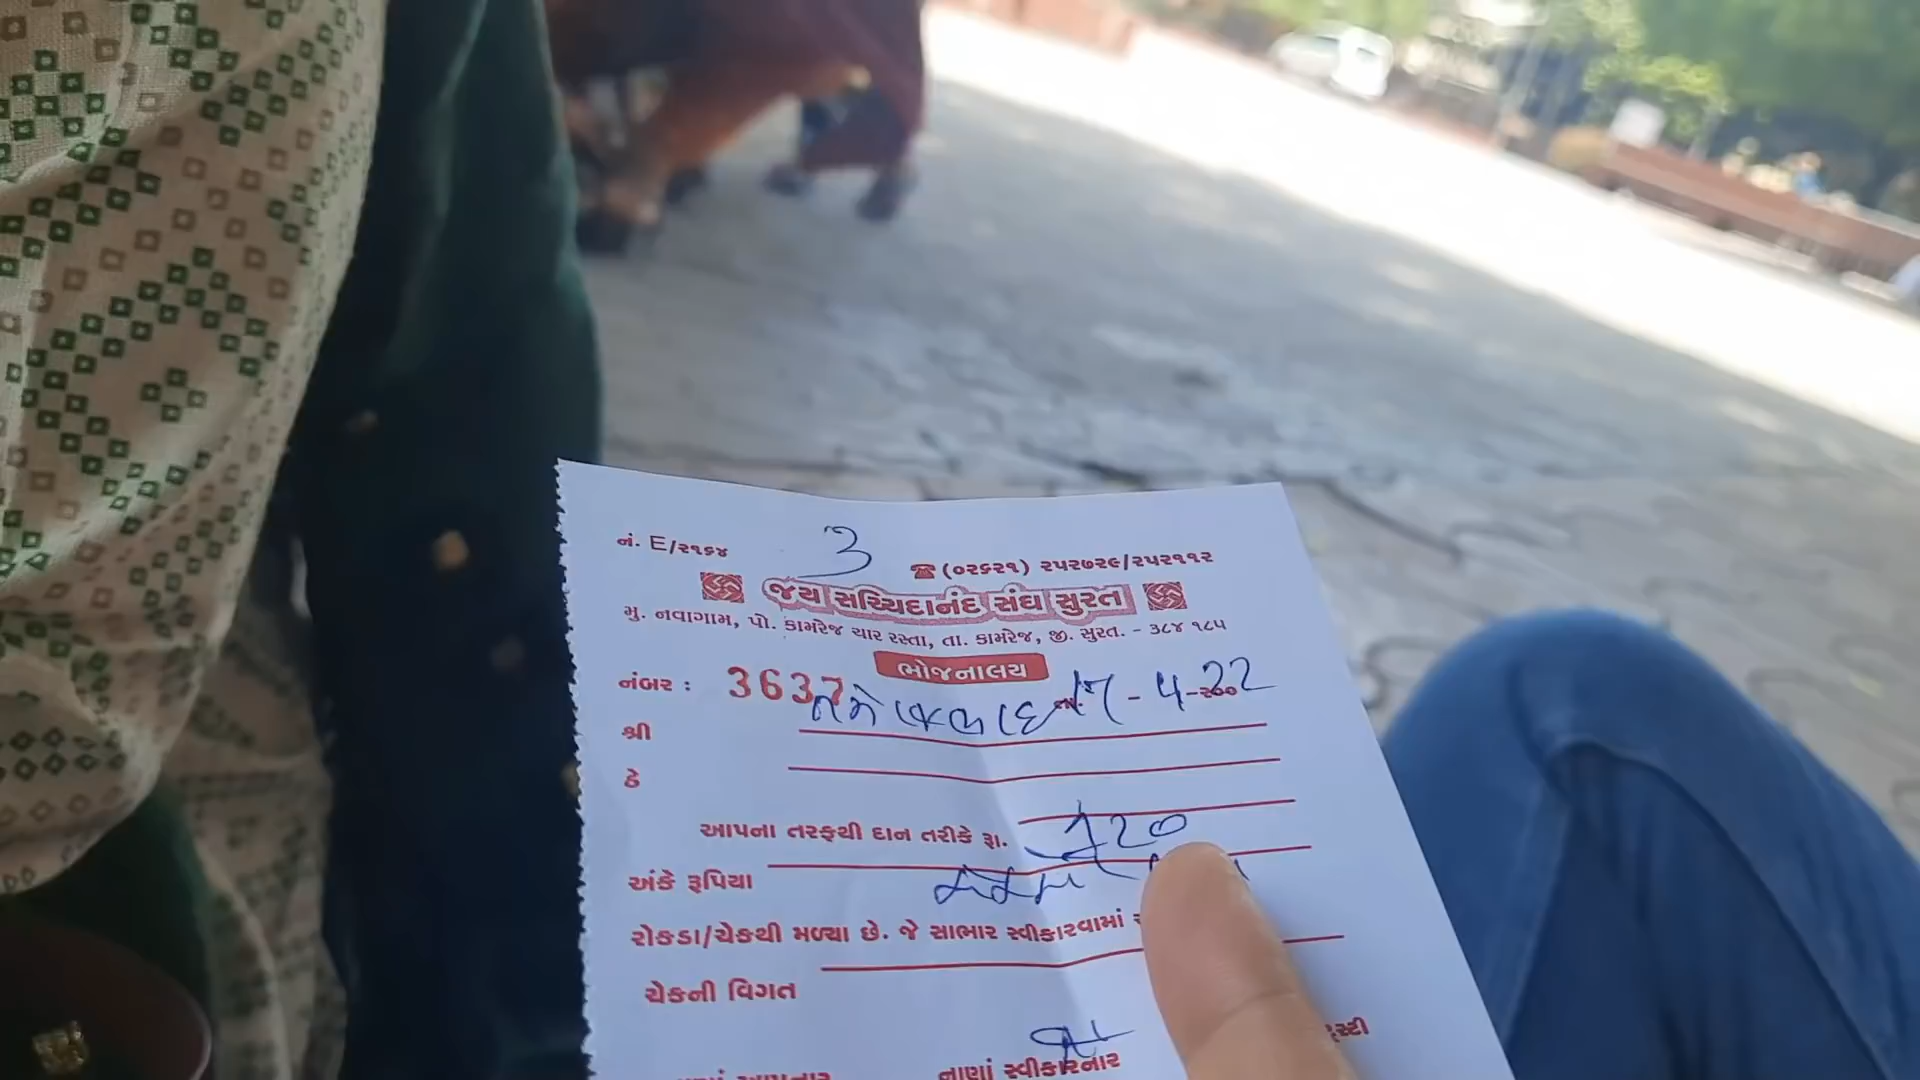 નં. E/૨૧૬૪
3
☎ (૦૨૬૨૧) ૨૫૨૭૨૯/૨૫૨૧૧૨
જય સચ્ચિદાનંદ સંઘ સુરત
મુ. નવાગામ, પો. કામરેજ ચાર રસ્તા, તા. કામરેજ, જી. સુરત. - ૩૮૪ ૧૮૫
ભોજનાલય
નંબર : 3637 તા. 17-4-22
શ્રી
ઠે
આપના તરફથી દાન તરીકે રૂા. 120
અંકે રૂપિયા
રોકડા/ચેકથી મળ્યા છે. જે સાભાર સ્વીકારવામાં
ચેકની વિગત
નાણાં સ્વીકારનાર